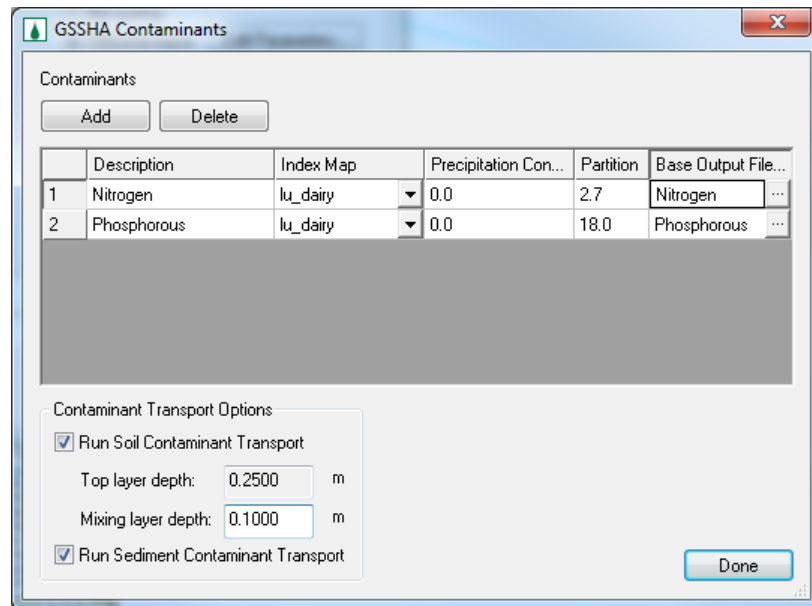 GSSHA Contaminants
Contaminants
Add Delete
Description Index Map Precipitation Con... Partition Base Output File...
1 Nitrogen lu_dairy 0.0 2.7 Nitrogen ...
2 Phosphorous lu_dairy 0.0 18.0 Phosphorous ...
Contaminant Transport Options
Run Soil Contaminant Transport
Top layer depth: 0.2500 m
Mixing layer depth: 0.1000 m
Run Sediment Contaminant Transport
Done